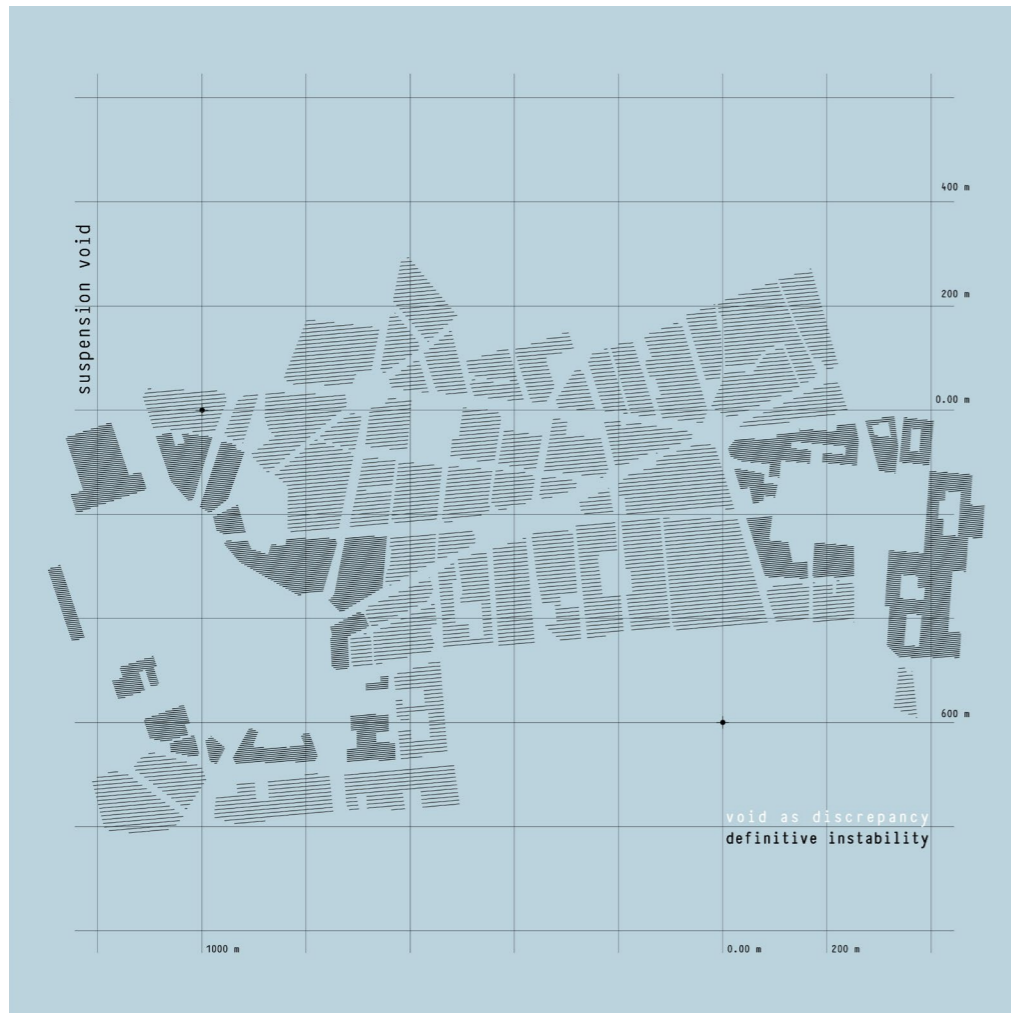 suspension void
400 m
200 m
0.00 m
600 m
void as discrepancy
definitive instability
1000 m
0.00 m
200 m